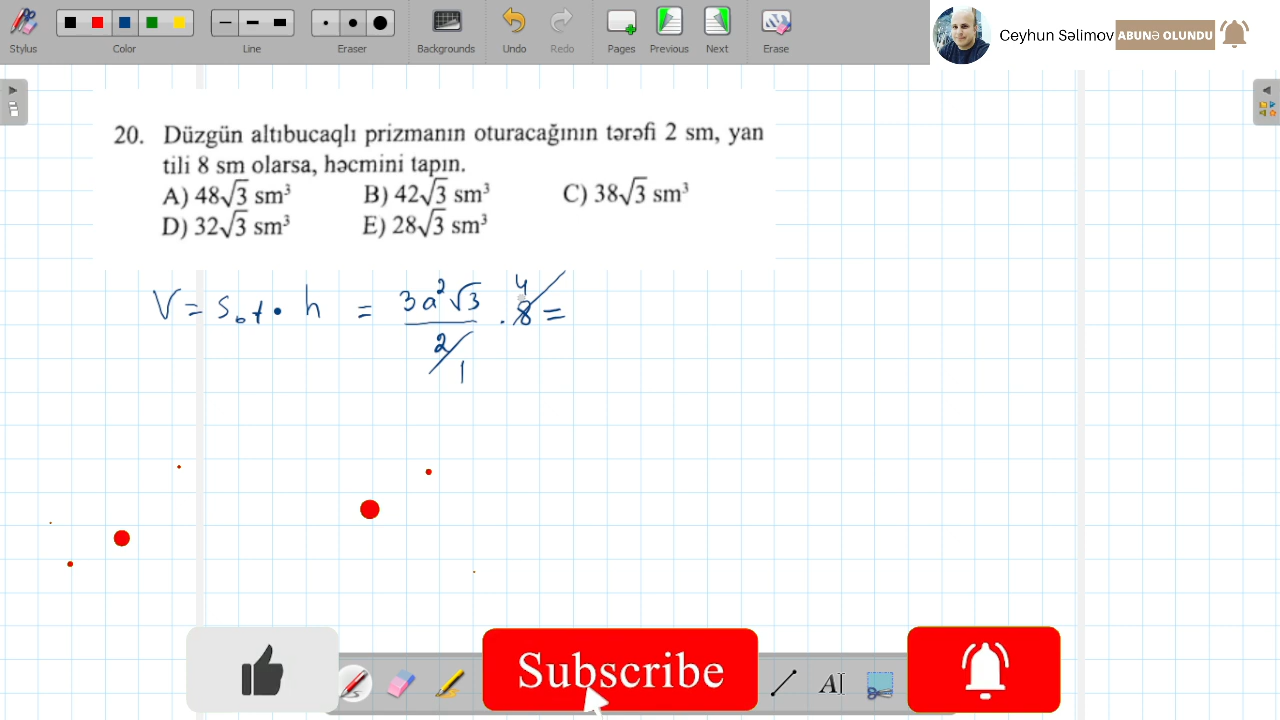 Stylus Color Line Eraser Backgrounds Undo Redo Pages Previous Next Erase
Ceyhun Səlimov ABUNƏ OLUNDU
20. Düzgün altıbucaqlı prizmanın oturacağının tərəfi 2 sm, yan
tili 8 sm olarsa, həcmini tapın.
A) 48√3 sm³ B) 42√3 sm³ C) 38√3 sm³
D) 32√3 sm³ E) 28√3 sm³
V = Sot · h = 3a²√3 / 2 · 8 =
4
1
Subscribe